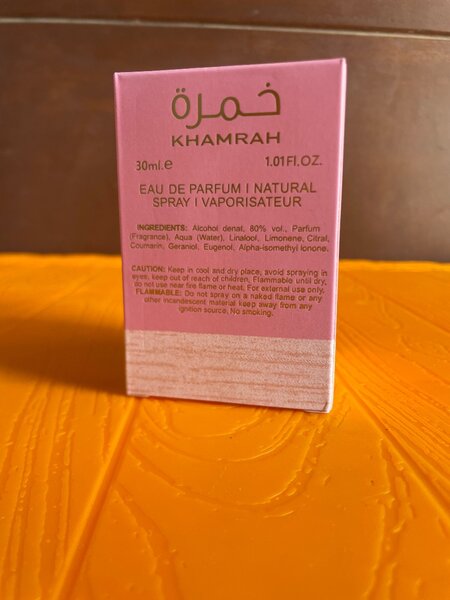 خمرة
KHAMRAH
30ml.e 1.01Fl.OZ.
EAU DE PARFUM I NATURAL
SPRAY I VAPORISATEUR
INGREDIENTS: Alcohol denat, 80% vol., Parfum
(Fragrance), Aqua (Water), Linalool, Limonene, Citral,
Coumarin, Geraniol, Eugenol, Alpha-isomethyl ionone.
CAUTION: Keep in cool and dry place, avoid spraying in
eyes, keep out of reach of children, Flammable until dry,
do not use near fire flame or heat. For external use only.
FLAMMABLE: Do not spray on a naked flame or any
other incandescent material keep away from any
ignition source. No smoking.